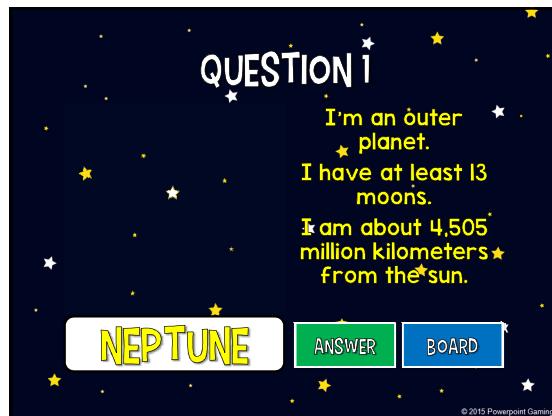 QUESTION 1
I'm an outer
planet.
I have at least 13
moons.
I am about 4,505
million kilometers
from the sun.
NEPTUNE
ANSWER
BOARD
© 2015 Powerpoint Gaming